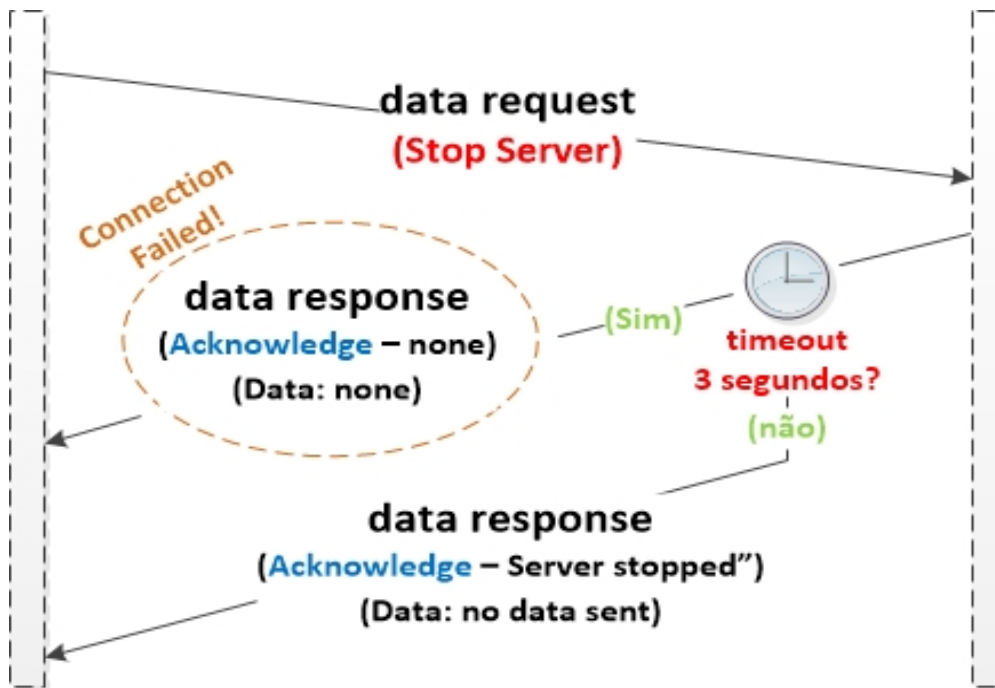 data request
(Stop Server)
Connection
Failed!
data response
(Acknowledge – none)
(Data: none)
(Sim)
timeout
3 segundos?
(não)
data response
(Acknowledge – Server stopped”)
(Data: no data sent)